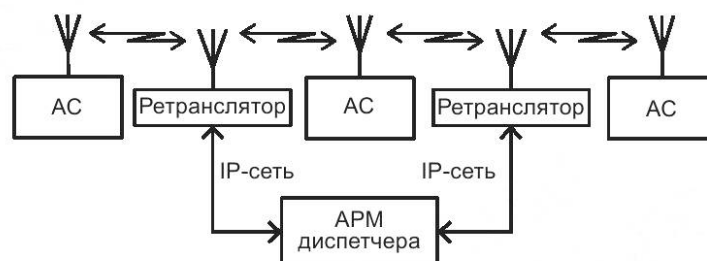 АС
Ретранслятор
АС
Ретранслятор
АС
IP-сеть
IP-сеть
АРМ
диспетчера